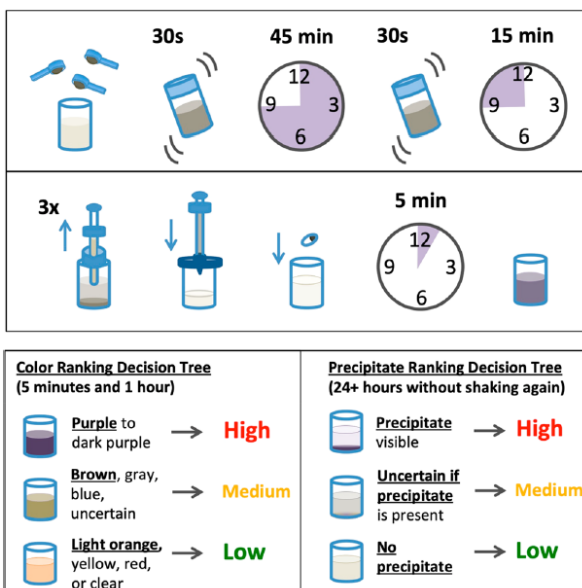 30s
45 min
30s
15 min
12
9
3
6
12
9
3
6
3x
5 min
12
9
3
6
Color Ranking Decision Tree
(5 minutes and 1 hour)
Purple to
dark purple
High
Brown, gray,
blue,
uncertain
Medium
Light orange,
yellow, red,
or clear
Low
Precipitate Ranking Decision Tree
(24+ hours without shaking again)
Precipitate
visible
High
Uncertain if
precipitate
is present
Medium
No
precipitate
Low